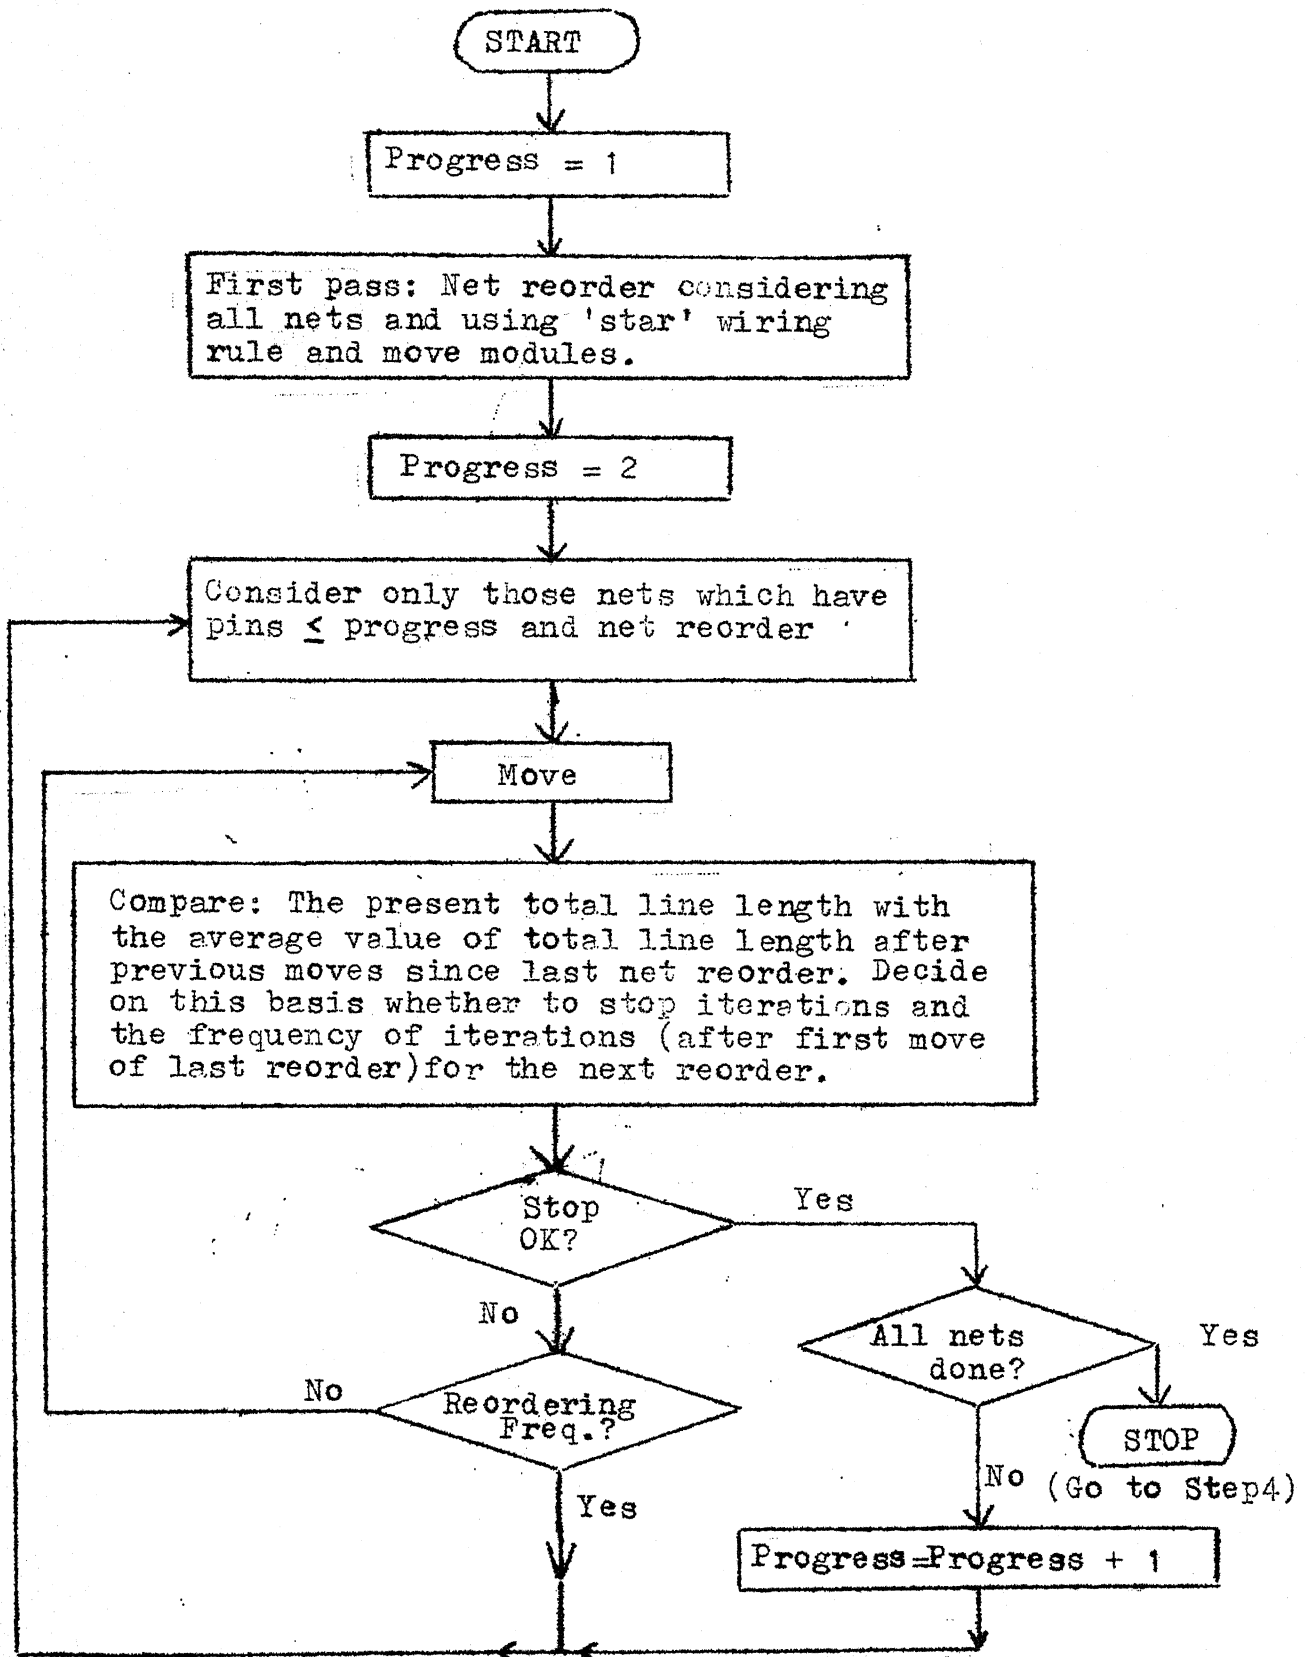 START
Progress = 1
First pass: Net reorder considering
all nets and using 'star' wiring
rule and move modules.
Progress = 2
Consider only those nets which have
pins ≤ progress and net reorder
Move
Compare: The present total line length with
the average value of total line length after
previous moves since last net reorder. Decide
on this basis whether to stop iterations and
the frequency of iterations (after first move
of last reorder)for the next reorder.
Stop
OK?
Yes
No
All nets
done?
Yes
No
Reordering
Freq.?
STOP
No
(Go to Step4)
Yes
Progress=Progress + 1